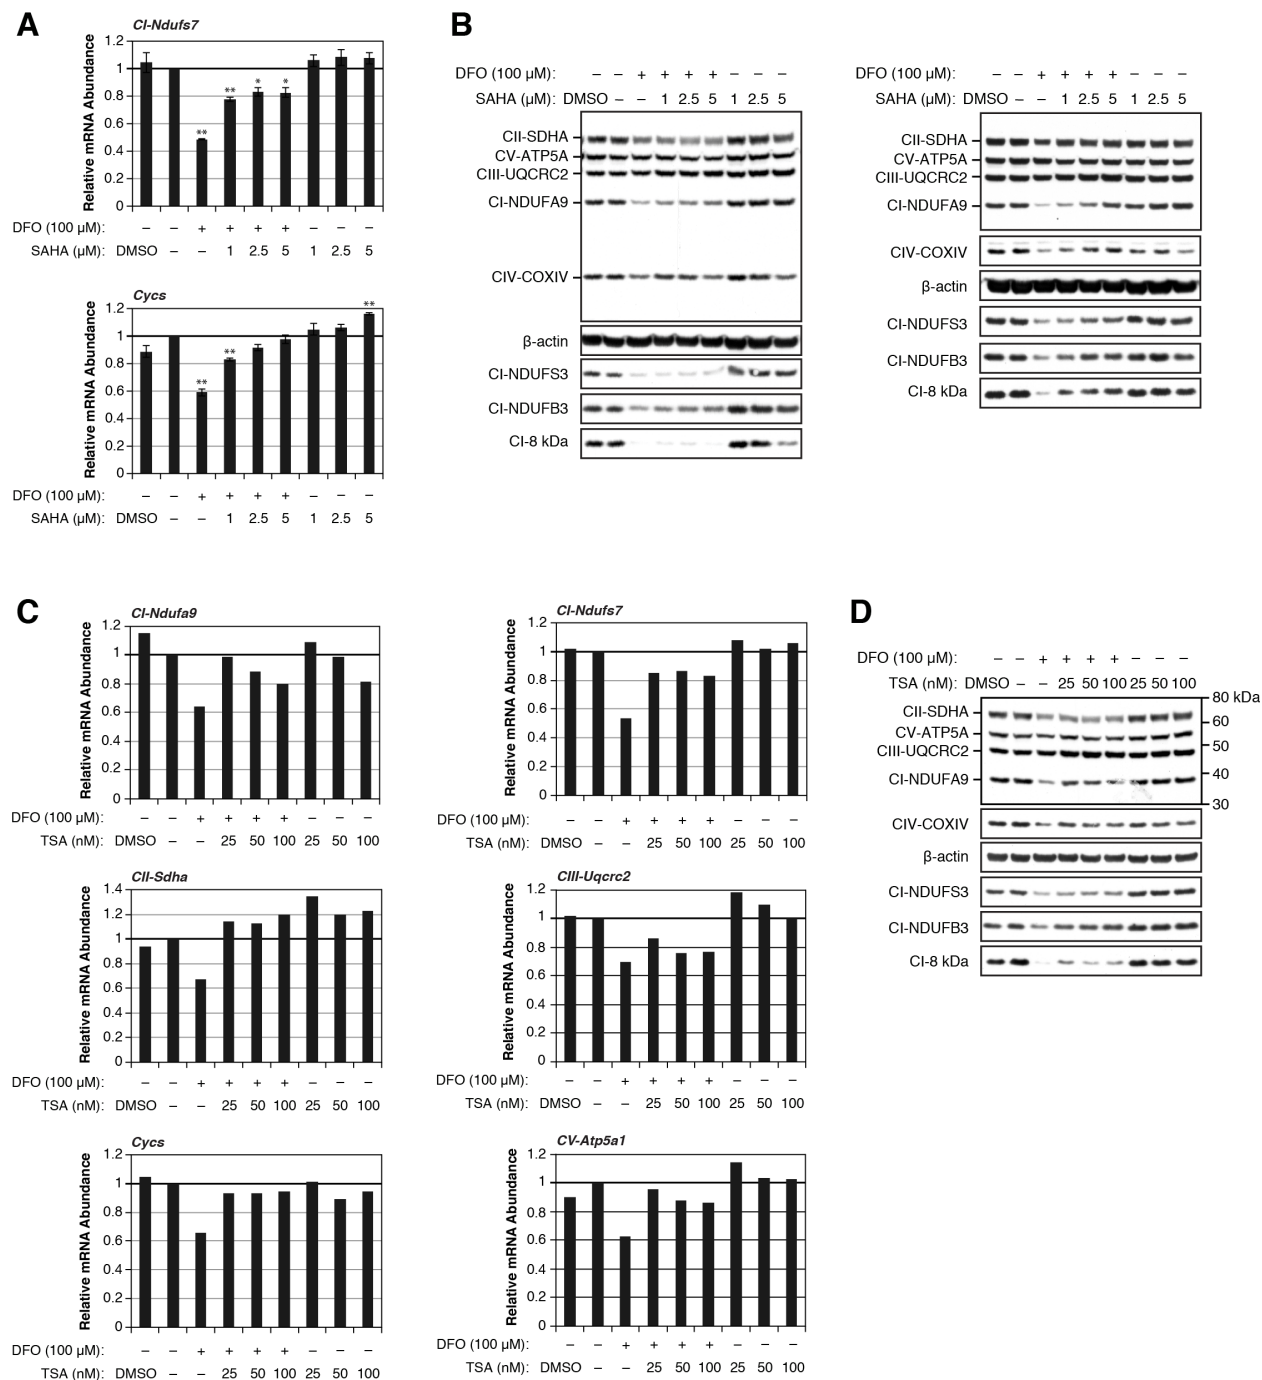 A
CI-Ndufs7
Relative mRNA Abundance
1.2
1
0.8
0.6
0.4
0.2
0
** ** * *
DFO (100 µM): – – + + + + – – –
SAHA (µM): DMSO – – 1 2.5 5 1 2.5 5
Cycs
Relative mRNA Abundance
1.2
1
0.8
0.6
0.4
0.2
0
** ** **
DFO (100 µM): – – + + + + – – –
SAHA (µM): DMSO – – 1 2.5 5 1 2.5 5
B
DFO (100 µM): – – + + + + – – –
SAHA (µM): DMSO – – 1 2.5 5 1 2.5 5
CII-SDHA
CV-ATP5A
CIII-UQCRC2
CI-NDUFA9
CIV-COXIV
β-actin
CI-NDUFS3
CI-NDUFB3
CI-8 kDa
DFO (100 µM): – – + + + + – – –
SAHA (µM): DMSO – – 1 2.5 5 1 2.5 5
CII-SDHA
CV-ATP5A
CIII-UQCRC2
CI-NDUFA9
CIV-COXIV
β-actin
CI-NDUFS3
CI-NDUFB3
CI-8 kDa
C
CI-Ndufa9
Relative mRNA Abundance
1.2
1
0.8
0.6
0.4
0.2
0
DFO (100 µM): – – + + + + – – –
TSA (nM): DMSO – – 25 50 100 25 50 100
CI-Ndufs7
Relative mRNA Abundance
1.2
1
0.8
0.6
0.4
0.2
0
DFO (100 µM): – – + + + + – – –
TSA (nM): DMSO – – 25 50 100 25 50 100
CII-Sdha
Relative mRNA Abundance
1.4
1.2
1
0.8
0.6
0.4
0.2
0
DFO (100 µM): – – + + + + – – –
TSA (nM): DMSO – – 25 50 100 25 50 100
CIII-Uqcrc2
Relative mRNA Abundance
1.2
1
0.8
0.6
0.4
0.2
0
DFO (100 µM): – – + + + + – – –
TSA (nM): DMSO – – 25 50 100 25 50 100
Cycs
Relative mRNA Abundance
1.2
1
0.8
0.6
0.4
0.2
0
DFO (100 µM): – – + + + + – – –
TSA (nM): DMSO – – 25 50 100 25 50 100
CV-Atp5a1
Relative mRNA Abundance
1.2
1
0.8
0.6
0.4
0.2
0
DFO (100 µM): – – + + + + – – –
TSA (nM): DMSO – – 25 50 100 25 50 100
D
DFO (100 µM): – – + + + + – – –
TSA (nM): DMSO – – 25 50 100 25 50 100
80 kDa
CII-SDHA
60
CV-ATP5A
50
CIII-UQCRC2
40
CI-NDUFA9
30
CIV-COXIV
β-actin
CI-NDUFS3
CI-NDUFB3
CI-8 kDa